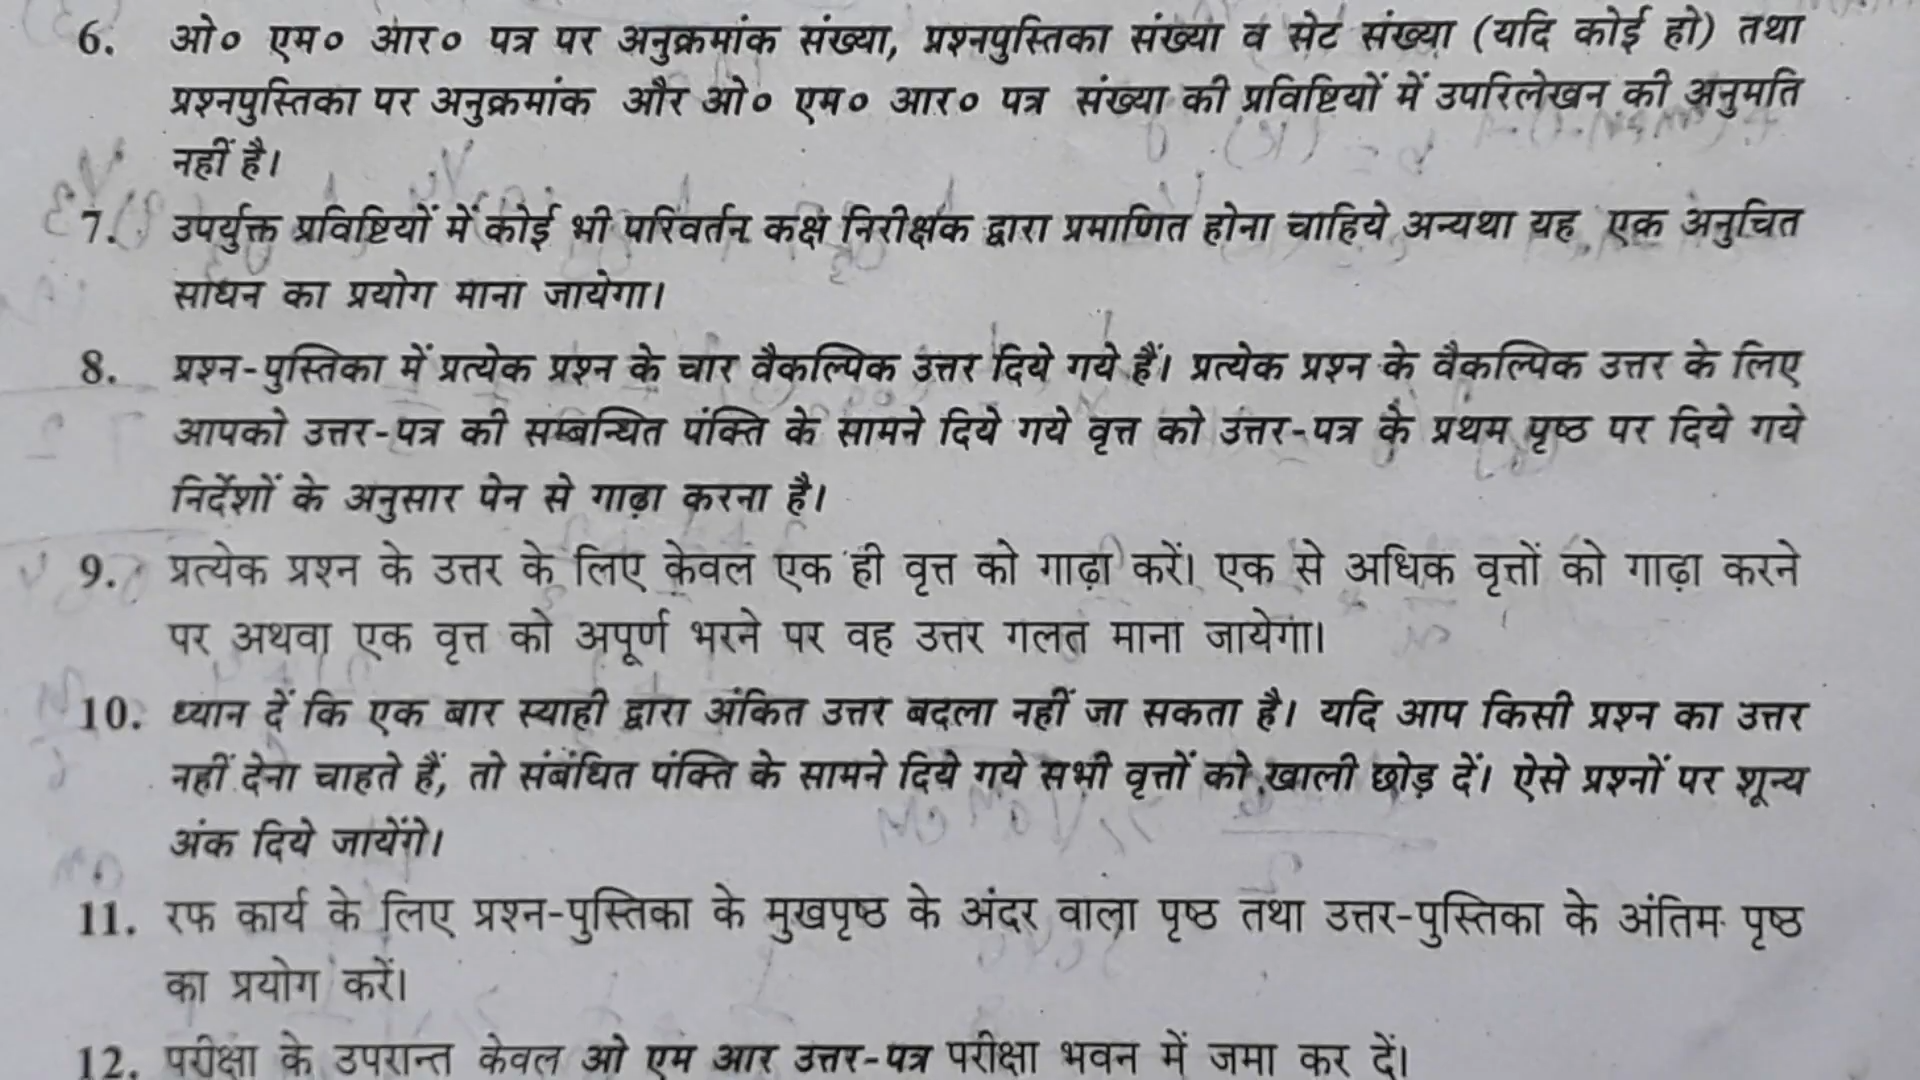 6. ओ० एम० आर० पत्र पर अनुक्रमांक संख्या, प्रश्नपुस्तिका संख्या व सेट संख्या (यदि कोई हो) तथा
प्रश्नपुस्तिका पर अनुक्रमांक और ओ० एम० आर० पत्र संख्या की प्रविष्टियों में उपरिलेखन की अनुमति
नहीं है।
7. उपर्युक्त प्रविष्टियों में कोई भी परिवर्तन कक्ष निरीक्षक द्वारा प्रमाणित होना चाहिये अन्यथा यह एक अनुचित
साधन का प्रयोग माना जायेगा।
8. प्रश्न-पुस्तिका में प्रत्येक प्रश्न के चार वैकल्पिक उत्तर दिये गये हैं। प्रत्येक प्रश्न के वैकल्पिक उत्तर के लिए
आपको उत्तर-पत्र की सम्बन्धित पंक्ति के सामने दिये गये वृत्त को उत्तर-पत्र के प्रथम पृष्ठ पर दिये गये
निर्देशों के अनुसार पेन से गाढ़ा करना है।
9. प्रत्येक प्रश्न के उत्तर के लिए केवल एक ही वृत्त को गाढ़ा करें। एक से अधिक वृत्तों को गाढ़ा करने
पर अथवा एक वृत्त को अपूर्ण भरने पर वह उत्तर गलत माना जायेगा।
10. ध्यान दें कि एक बार स्याही द्वारा अंकित उत्तर बदला नहीं जा सकता है। यदि आप किसी प्रश्न का उत्तर
नहीं देना चाहते हैं, तो संबंधित पंक्ति के सामने दिये गये सभी वृत्तों को खाली छोड़ दें। ऐसे प्रश्नों पर शून्य
अंक दिये जायेंगे।
11. रफ कार्य के लिए प्रश्न-पुस्तिका के मुखपृष्ठ के अंदर वाला पृष्ठ तथा उत्तर-पुस्तिका के अंतिम पृष्ठ
का प्रयोग करें।
12. परीक्षा के उपरान्त केवल ओ एम आर उत्तर-पत्र परीक्षा भवन में जमा कर दें।